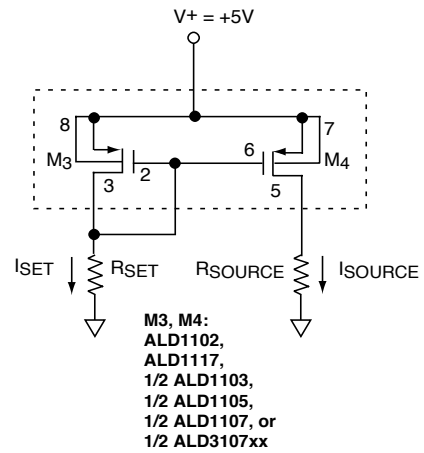 V+ = +5V
8
7
M3
6
M4
3
2
5
ISET
RSET
RSOURCE
ISOURCE
M3, M4:
ALD1102,
ALD1117,
1/2 ALD1103,
1/2 ALD1105,
1/2 ALD1107, or
1/2 ALD3107xx